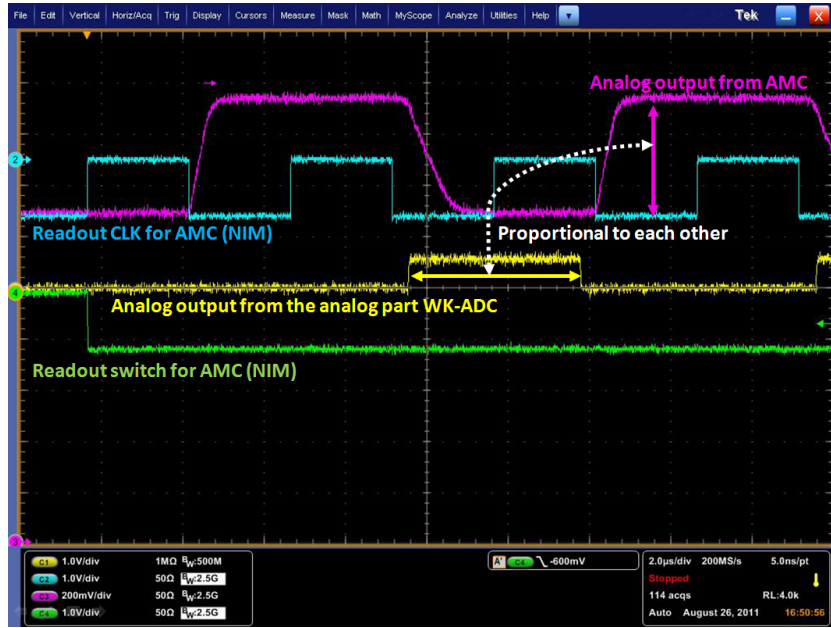 File Edit Vertical Horiz/Acq Trig Display Cursors Measure Mask Math MyScope Analyze Utilities Help Tek X
Analog output from AMC
2
Readout CLK for AMC (NIM)
Proportional to each other
4
Analog output from the analog part WK-ADC
Readout switch for AMC (NIM)
3
C1 1.0V/div 1MΩ BW:500M
C2 1.0V/div 50Ω BW:2.5G
C3 200mV/div 50Ω BW:2.5G
C4 1.0V/div 50Ω BW:2.5G
A' C4 -600mV
2.0µs/div 200MS/s 5.0ns/pt
Stopped
114 acqs RL:4.0k
Auto August 26, 2011 16:50:56